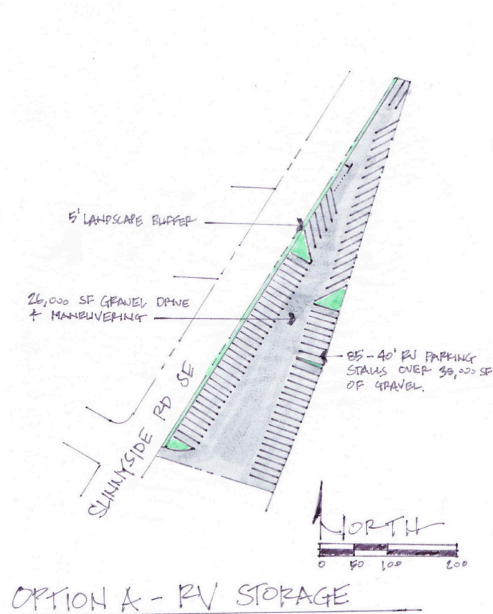 5' LANDSCAPE BUFFER
26,000 SF GRAVEL DRIVE
& MANEUVERING
85-40' RV PARKING
STALLS OVER 38,000 SF
OF GRAVEL.
SUNNYSIDE RD SE
NORTH
0 50 100 200
OPTION A - RV STORAGE